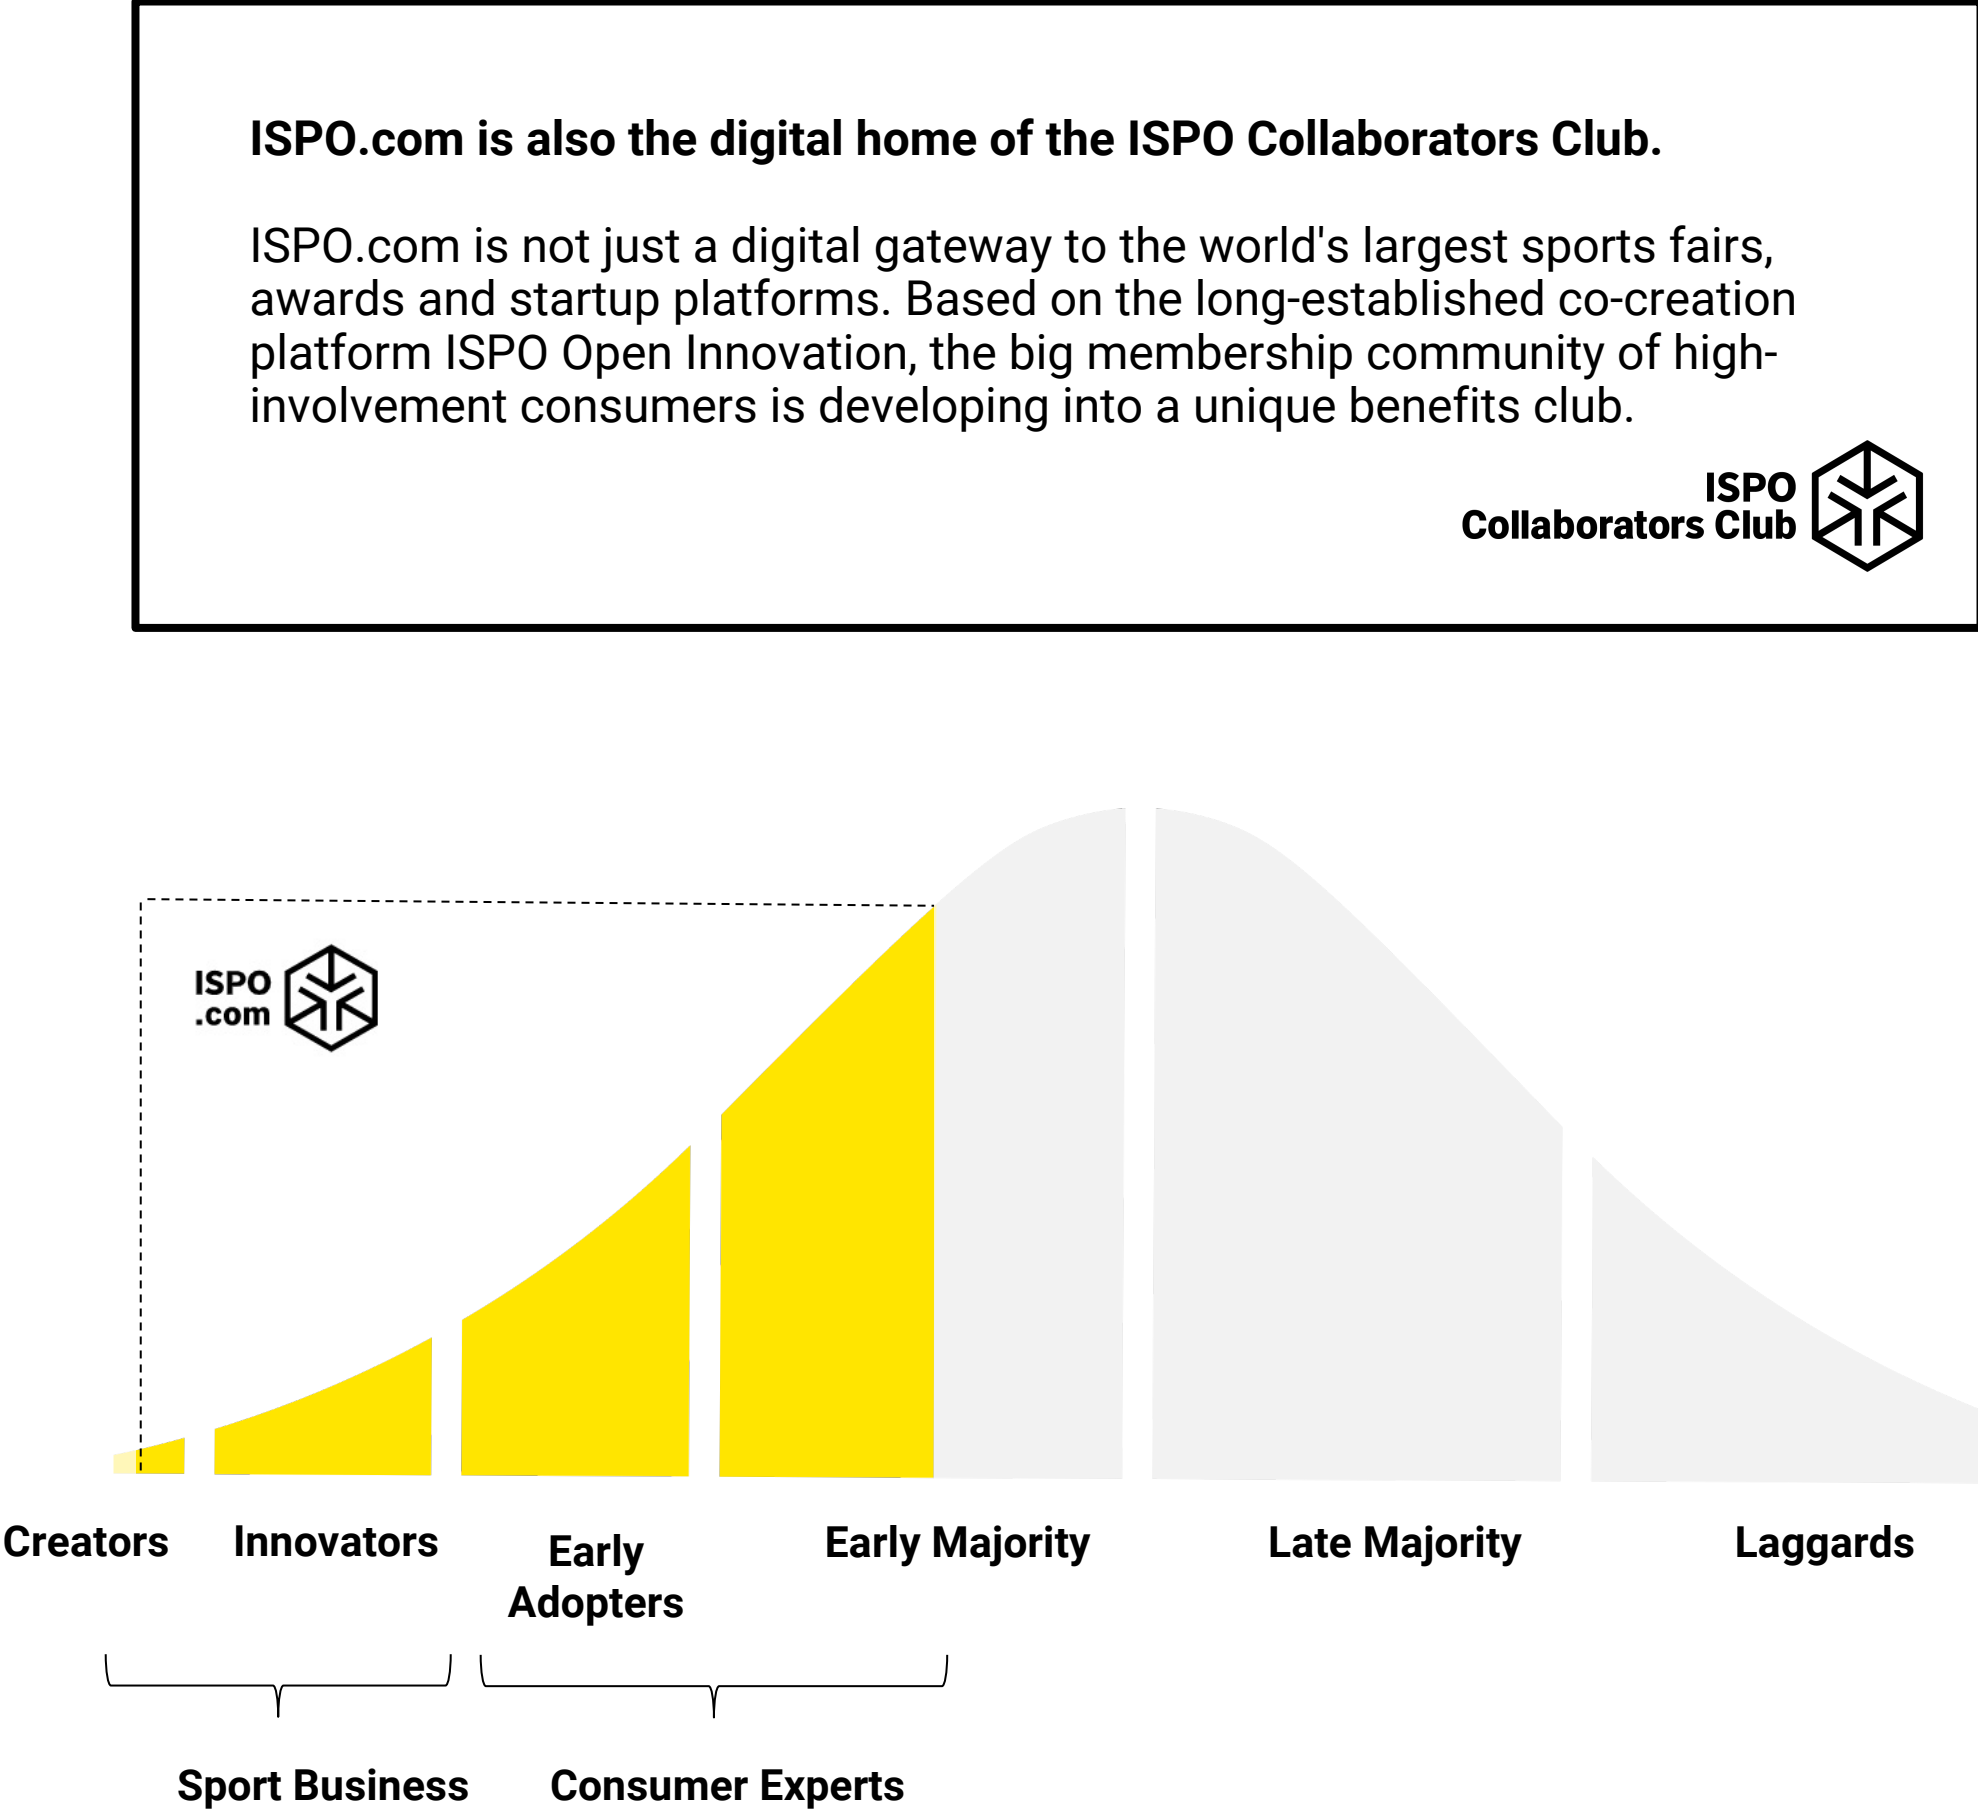 ISPO.com is also the digital home of the ISPO Collaborators Club.
ISPO.com is not just a digital gateway to the world's largest sports fairs,
awards and startup platforms. Based on the long-established co-creation
platform ISPO Open Innovation, the big membership community of high-
involvement consumers is developing into a unique benefits club.
ISPO
Collaborators Club
ISPO
.com
Creators
Innovators
Early
Adopters
Early Majority
Late Majority
Laggards
Sport Business
Consumer Experts